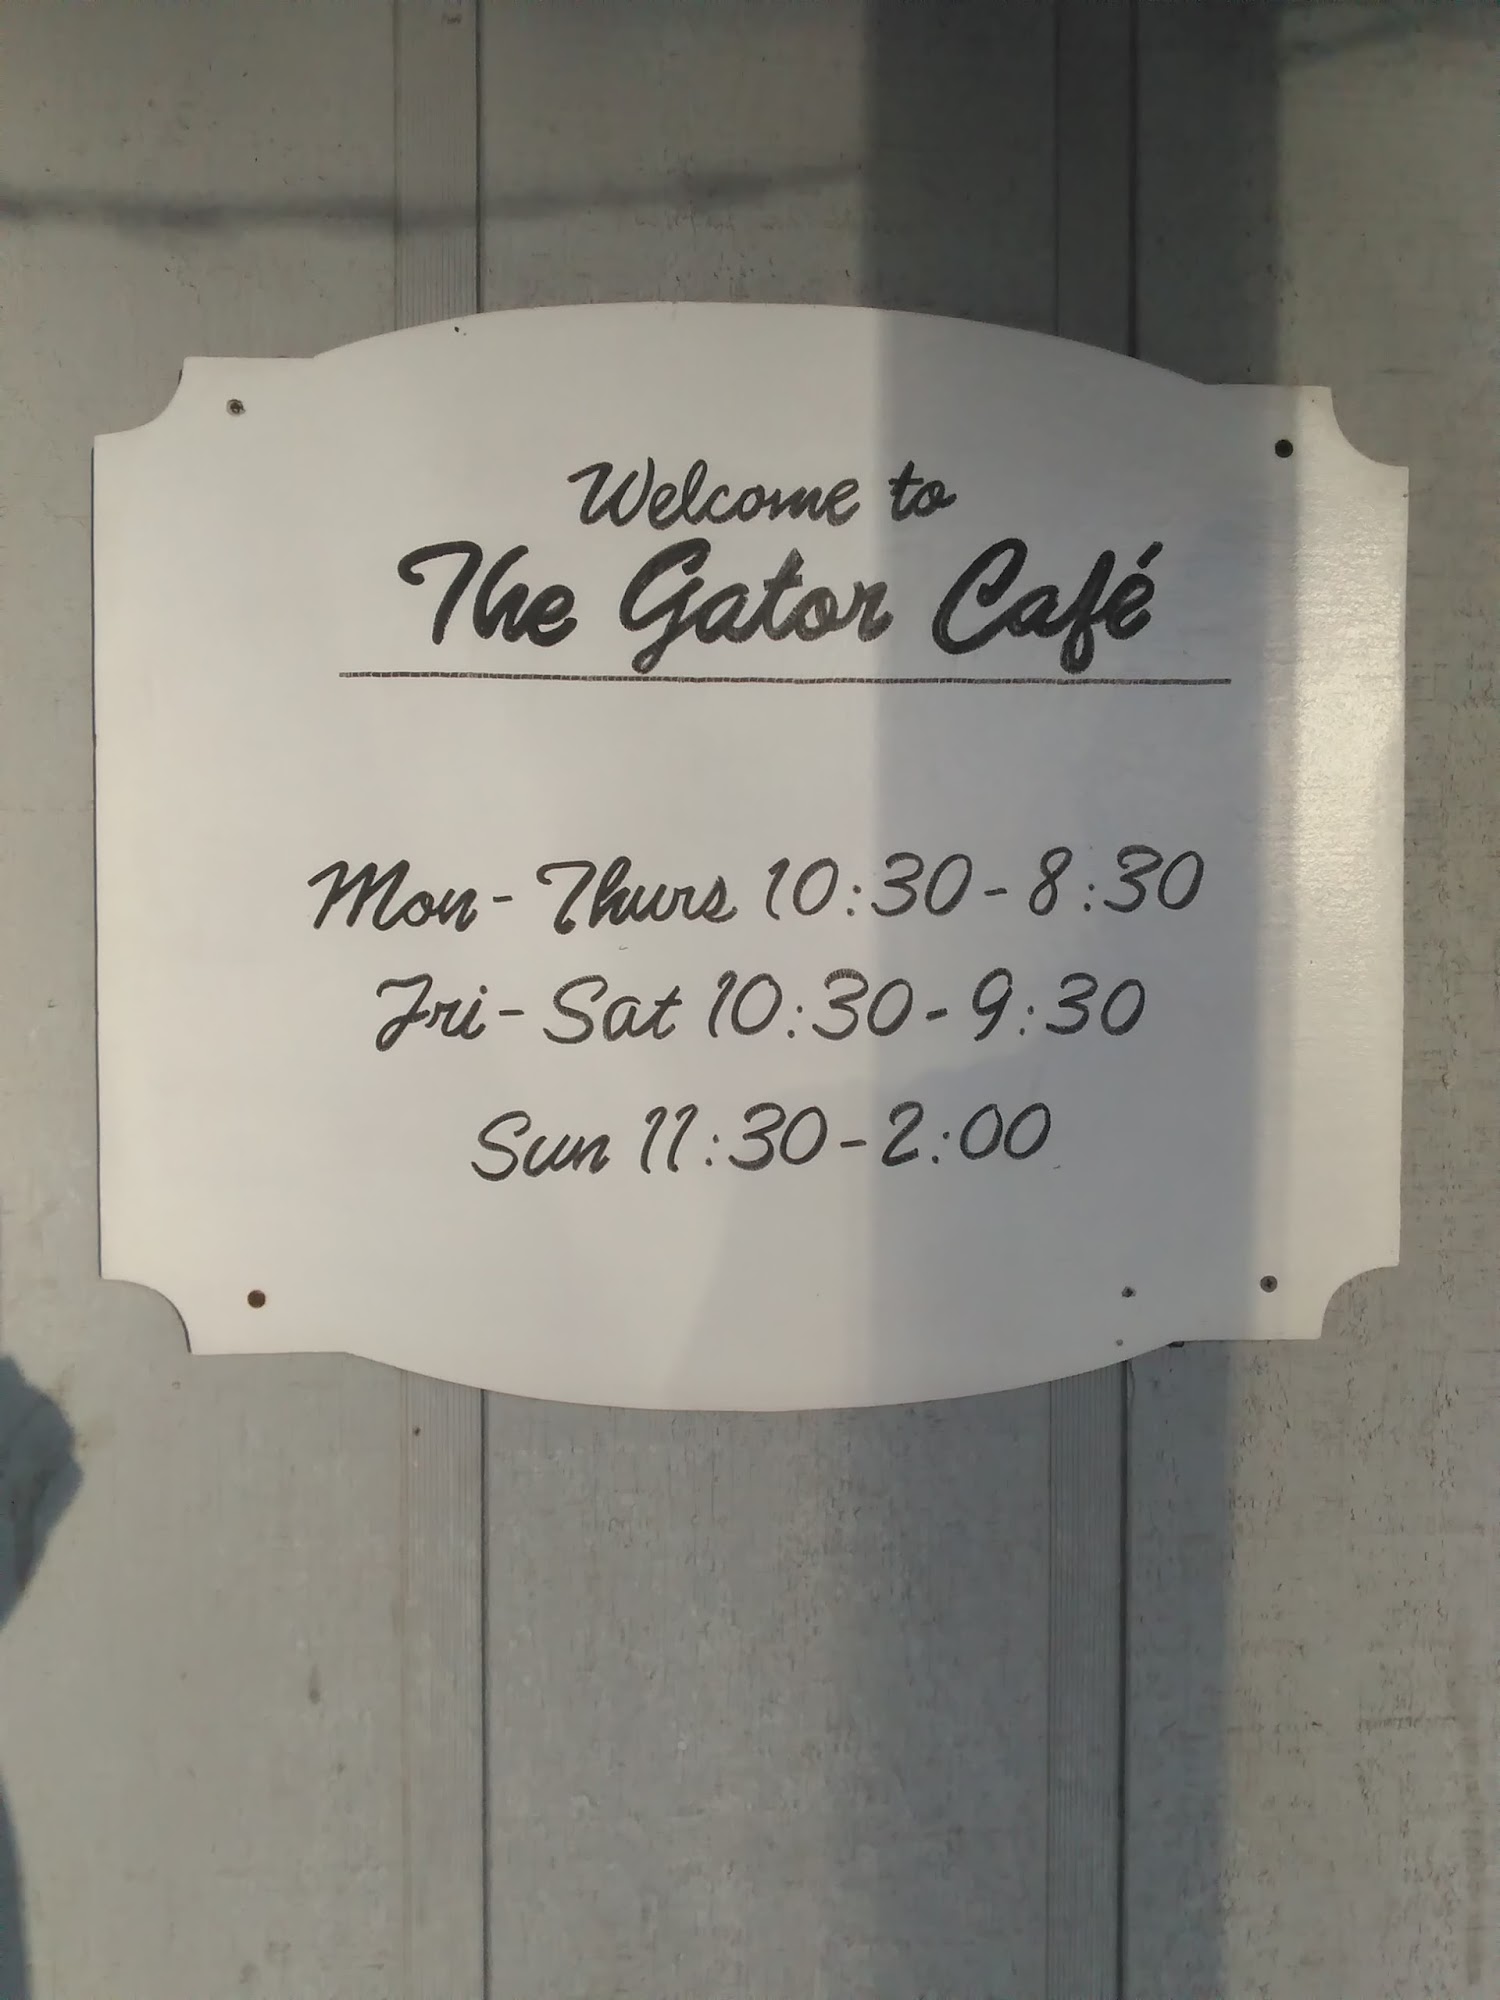 Welcome to
The Gator Café
Mon - Thurs 10:30 - 8:30
Fri - Sat 10:30 - 9:30
Sun 11:30 - 2:00